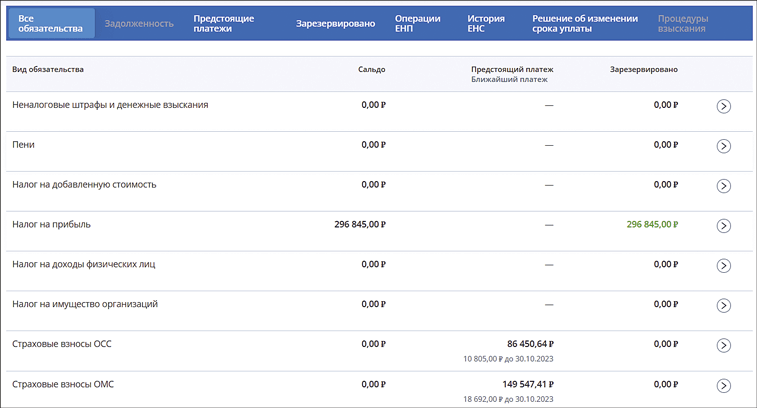 Все обязательства
Задолженность
Предстоящие платежи
Зарезервировано
Операции ЕНП
История ЕНС
Решение об изменении срока уплаты
Процедуры взыскания
Вид обязательства Сальдо Предстоящий платеж Зарезервировано
Ближайший платеж
Неналоговые штрафы и денежные взыскания 0,00 ₽ — 0,00 ₽
Пени 0,00 ₽ — 0,00 ₽
Налог на добавленную стоимость 0,00 ₽ — 0,00 ₽
Налог на прибыль 296 845,00 ₽ — 296 845,00 ₽
Налог на доходы физических лиц 0,00 ₽ — 0,00 ₽
Налог на имущество организаций 0,00 ₽ — 0,00 ₽
Страховые взносы ОСС 0,00 ₽ 86 450,64 ₽ 0,00 ₽
10 805,00 ₽ до 30.10.2023
Страховые взносы ОМС 0,00 ₽ 149 547,41 ₽ 0,00 ₽
18 692,00 ₽ до 30.10.2023